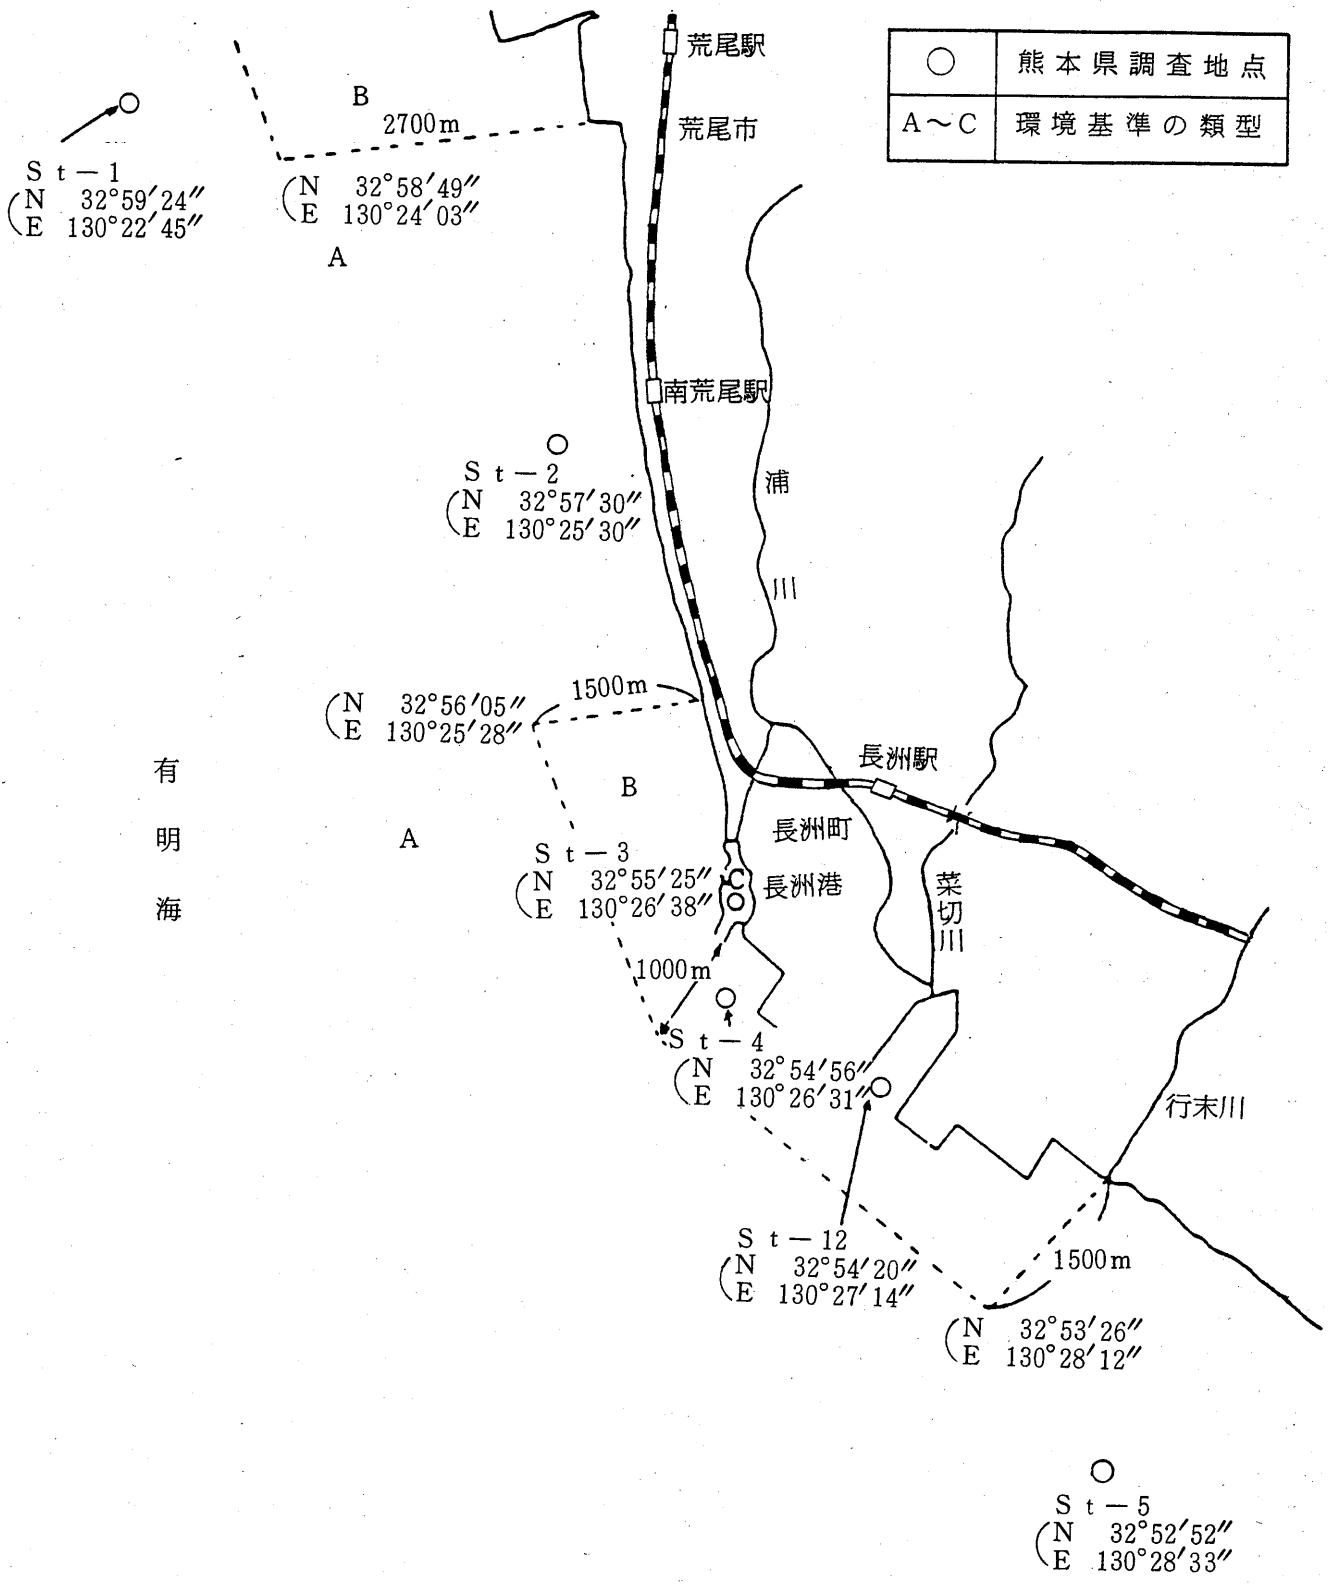 荒尾駅
○ 熊本県調査地点
A～C 環境基準の類型
B
2700m
荒尾市
St－1
N 32°59′24″
E 130°22′45″
N 32°58′49″
E 130°24′03″
A
南荒尾駅
St－2
N 32°57′30″
E 130°25′30″
浦川
N 32°56′05″
E 130°25′28″
1500m
長洲駅
有明海
B
A
長洲町
St－3
N 32°55′25″
E 130°26′38″
C
長洲港
菜切川
1000m
St－4
N 32°54′56″
E 130°26′31″
行末川
St－12
N 32°54′20″
E 130°27′14″
1500m
N 32°53′26″
E 130°28′12″
St－5
N 32°52′52″
E 130°28′33″